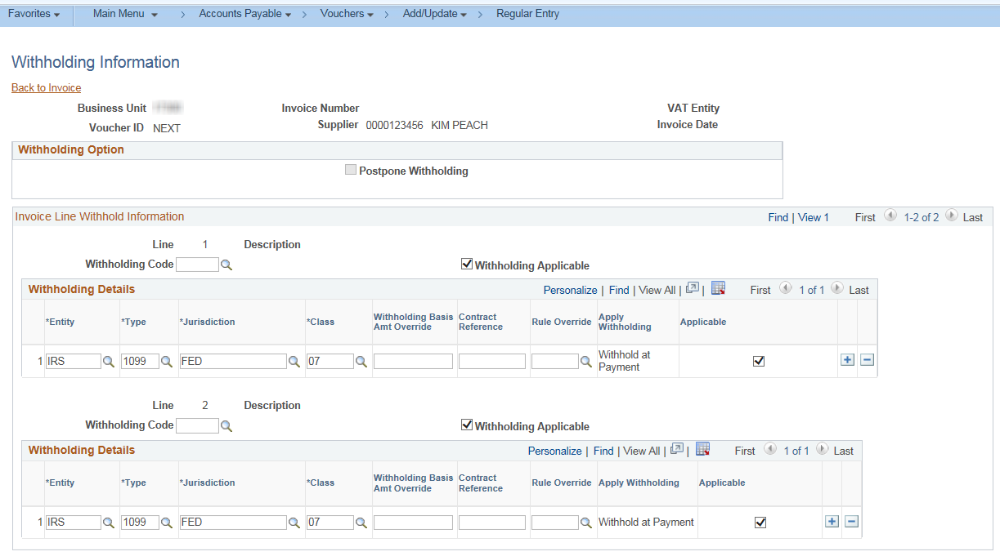 Favorites Main Menu > Accounts Payable > Vouchers > Add/Update > Regular Entry
Withholding Information
Back to Invoice
Business Unit Invoice Number VAT Entity
Voucher ID NEXT Supplier 0000123456 KIM PEACH Invoice Date
Withholding Option
Postpone Withholding
Invoice Line Withhold Information Find | View 1 First 1-2 of 2 Last
Line 1 Description
Withholding Code Withholding Applicable
Withholding Details Personalize | Find | View All | | First 1 of 1 Last
*Entity *Type *Jurisdiction *Class Withholding Basis Amt Override Contract Reference Rule Override Apply Withholding Applicable
1 IRS 1099 FED 07 Withhold at Payment
Line 2 Description
Withholding Code Withholding Applicable
Withholding Details Personalize | Find | View All | | First 1 of 1 Last
*Entity *Type *Jurisdiction *Class Withholding Basis Amt Override Contract Reference Rule Override Apply Withholding Applicable
1 IRS 1099 FED 07 Withhold at Payment